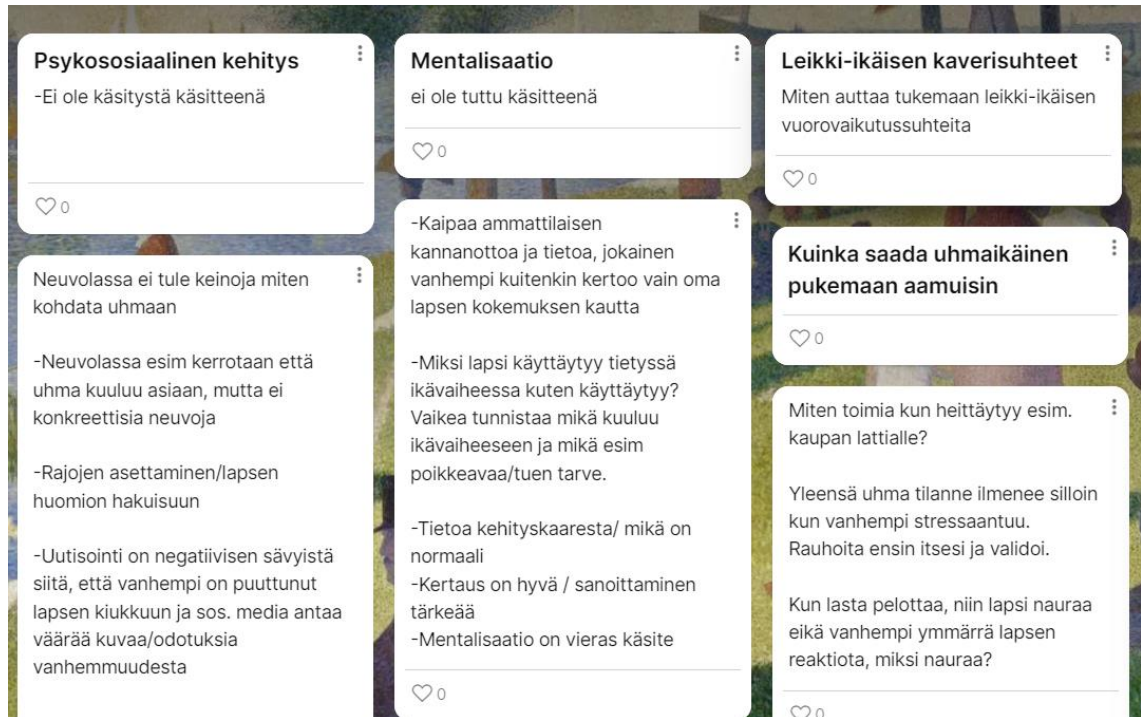 Psykososiaalinen kehitys
-Ei ole käsitystä käsitteenä
0
Neuvolassa ei tule keinoja miten
kohdata uhmaan
-Neuvolassa esim kerrotaan että
uhma kuuluu asiaan, mutta ei
konkreettisia neuvoja
-Rajojen asettaminen/lapsen
huomion hakuisuun
-Uutisointi on negatiivisen sävyistä
siitä, että vanhempi on puuttunut
lapsen kiukkuun ja sos. media antaa
väärää kuvaa/odotuksia
vanhemmuudesta
Mentalisaatio
ei ole tuttu käsitteenä
0
-Kaipaa ammattilaisen
kannanottoa ja tietoa, jokainen
vanhempi kuitenkin kertoo vain oma
lapsen kokemuksen kautta
-Miksi lapsi käyttäytyy tietyssä
ikävaiheessa kuten käyttäytyy?
Vaikea tunnistaa mikä kuuluu
ikävaiheeseen ja mikä esim
poikkeavaa/tuen tarve.
-Tietoa kehityskaaresta/ mikä on
normaali
-Kertaus on hyvä / sanoittaminen
tärkeää
-Mentalisaatio on vieras käsite
0
Leikki-ikäisen kaverisuhteet
Miten auttaa tukemaan leikki-ikäisen
vuorovaikutussuhteita
0
Kuinka saada uhmaikäinen
pukemaan aamuisin
0
Miten toimia kun heittäytyy esim.
kaupan lattialle?
Yleensä uhma tilanne ilmenee silloin
kun vanhempi stressaantuu.
Rauhoita ensin itsesi ja validoi.
Kun lasta pelottaa, niin lapsi nauraa
eikä vanhempi ymmärrä lapsen
reaktiota, miksi nauraa?
0